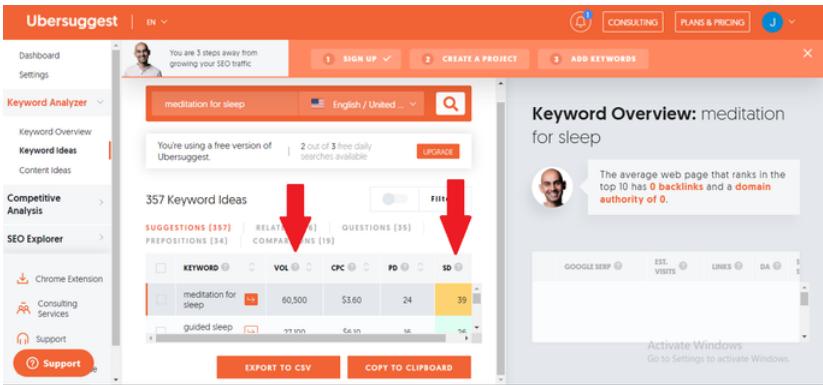 Ubersuggest
EN
CONSULTING
PLANS & PRICING
J
Dashboard
Settings
Keyword Analyzer
Keyword Overview
Keyword Ideas
Content Ideas
Competitive
Analysis
SEO Explorer
Chrome Extension
Consulting
Services
Support
Support
You are 3 steps away from
growing your SEO traffic
1 SIGN UP
2 CREATE A PROJECT
3 ADD KEYWORDS
meditation for sleep
English / United ...
You're using a free version of
Ubersuggest.
2 out of 3 free daily
searches available
UPGRADE
357 Keyword Ideas
SUGGESTIONS (357)
QUESTIONS (35)
PREPOSITIONS (34)
KEYWORD VOL CPC PD SD
meditation for
sleep
60,500 $3.60 24 39
guided sleep
27,100 $6.10 16 26
EXPORT TO CSV
COPY TO CLIPBOARD
Keyword Overview: meditation
for sleep
The average web page that ranks in the
top 10 has 0 backlinks and a domain
authority of 0.
GOOGLE SERP
EST.
VISITS
LINKS DA
Activate Windows
Go to Settings to activate Windows.